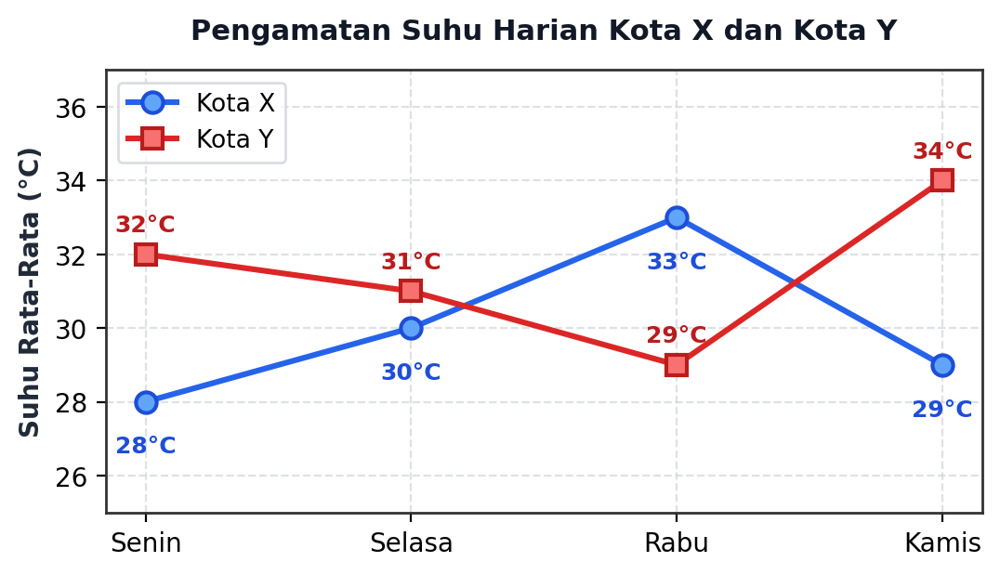 Pengamatan Suhu Harian Kota X dan Kota Y
Suhu Rata-Rata (°C)
36
34
32
30
28
26
Kota X
Kota Y
32°C
31°C
29°C
34°C
28°C
30°C
33°C
29°C
Senin
Selasa
Rabu
Kamis